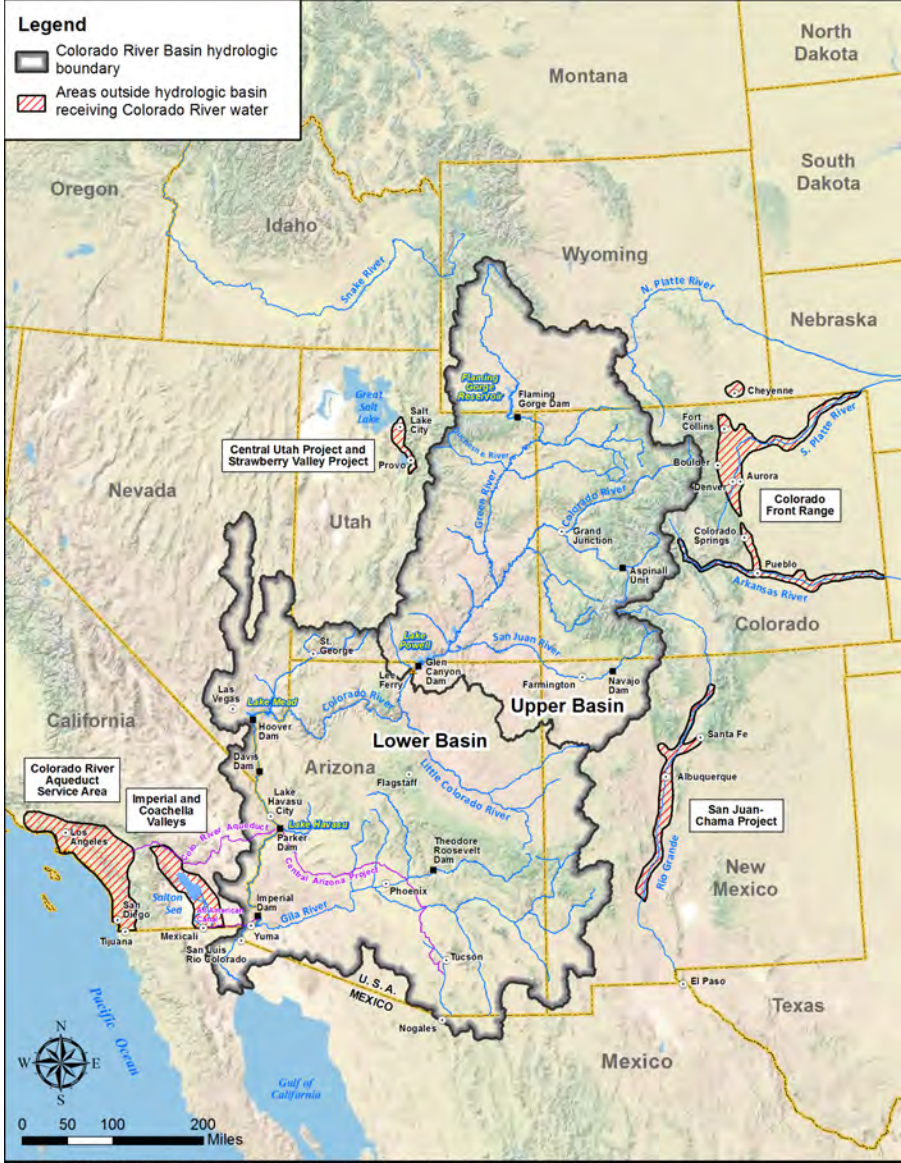 Legend
Colorado River Basin hydrologic
boundary
Areas outside hydrologic basin
receiving Colorado River water
North
Dakota
Montana
South
Dakota
Oregon
Idaho
Wyoming
Snake River
N. Platte River
Nebraska
Flaming
Gorge
Reservoir
Flaming
Gorge Dam
Cheyenne
Great
Salt
Lake
Salt
Lake
City
Fort
Collins
S. Platte River
Central Utah Project and
Strawberry Valley Project
Provo
River
Boulder
Denver
Aurora
Nevada
Utah
Green River
Colorado River
Colorado
Front Range
Grand
Junction
Colorado
Springs
Aspinall
Unit
Pueblo
Arkansas River
Colorado
St.
George
Lake
Powell
San Juan River
Lee
Ferry
Glen
Canyon
Dam
Farmington
Navajo
Dam
Las
Vegas
Lake Mead
Colorado River
Upper Basin
California
Hoover
Dam
Lower Basin
Santa Fe
Davis
Dam
Arizona
Colorado River
Aqueduct
Service Area
Imperial and
Coachella
Valleys
Lake
Havasu
City
Flagstaff
Little Colorado River
Albuquerque
San Juan-
Chama Project
Los
Angeles
Colo. River Aqueduct
Lake Havasu
Parker
Dam
Central Arizona Project
Theodore
Roosevelt
Dam
Rio Grande
New
Mexico
Phoenix
Salton
Sea
Imperial
Dam
Gila River
San
Diego
All American
Canal
Tijuana
Mexicali
Yuma
San Luis
Rio Colorado
Tucson
U. S. A.
MEXICO
El Paso
Nogales
Texas
Pacific
Ocean
Mexico
Gulf of
California
N
W
E
S
0 50 100 200
Miles